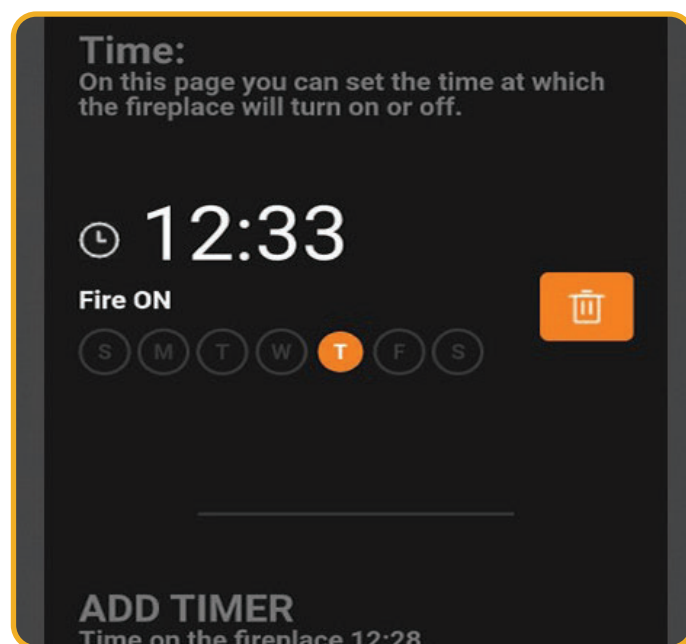 Time:
On this page you can set the time at which
the fireplace will turn on or off.
12:33
Fire ON
S M T W T F S
ADD TIMER
Time on the fireplace 12:28